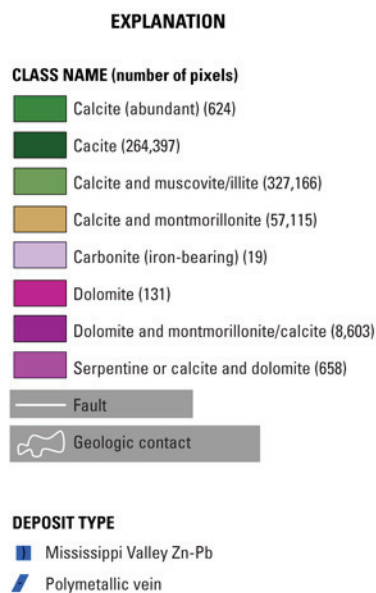 EXPLANATION
CLASS NAME (number of pixels)
Calcite (abundant) (624)
Cacite (264,397)
Calcite and muscovite/illite (327,166)
Calcite and montmorillonite (57,115)
Carbonite (iron-bearing) (19)
Dolomite (131)
Dolomite and montmorillonite/calcite (8,603)
Serpentine or calcite and dolomite (658)
Fault
Geologic contact
DEPOSIT TYPE
Mississippi Valley Zn-Pb
Polymetallic vein